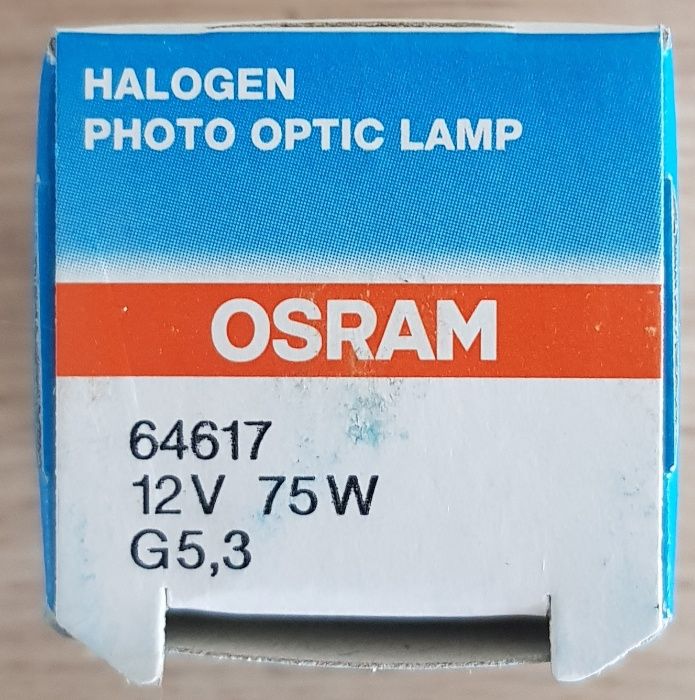 HALOGEN
PHOTO OPTIC LAMP
OSRAM
64617
12V 75W
G5,3